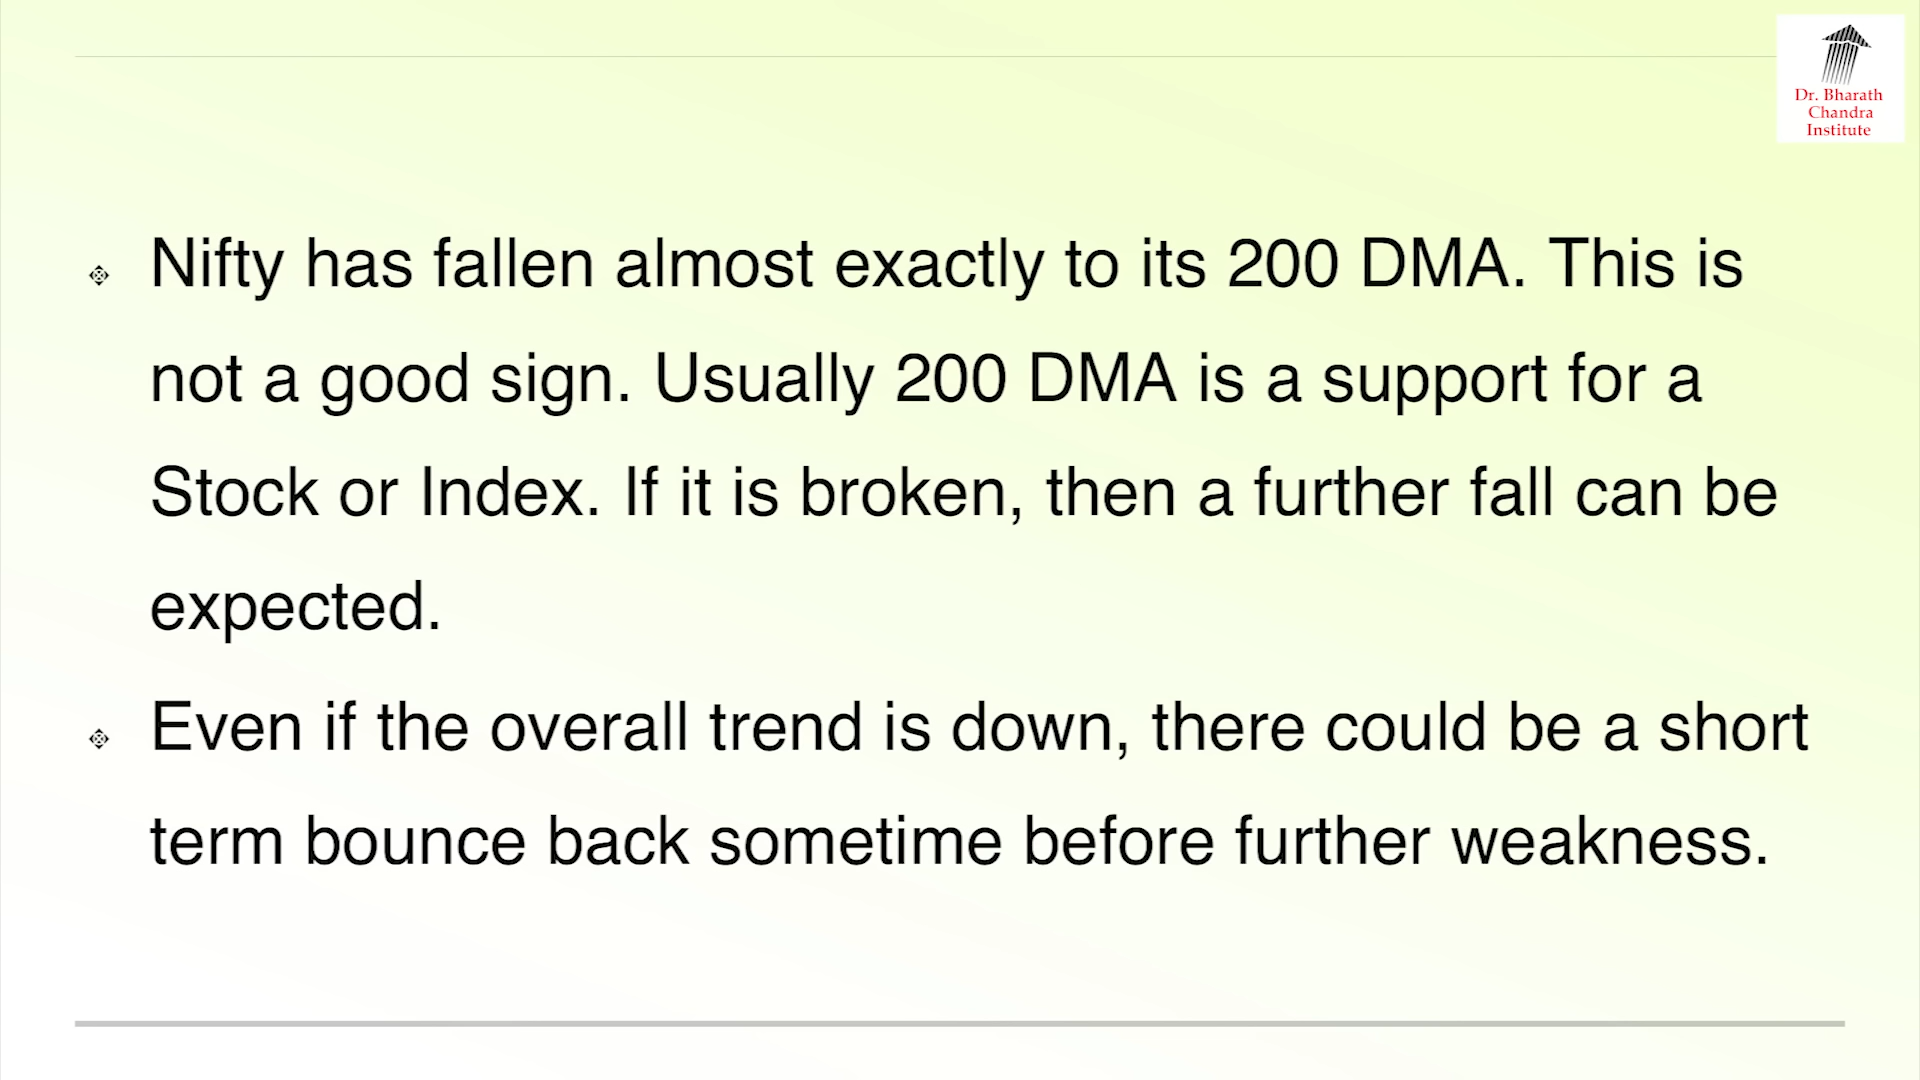 Dr. Bharath
Chandra
Institute
Nifty has fallen almost exactly to its 200 DMA. This is
not a good sign. Usually 200 DMA is a support for a
Stock or Index. If it is broken, then a further fall can be
expected.
Even if the overall trend is down, there could be a short
term bounce back sometime before further weakness.